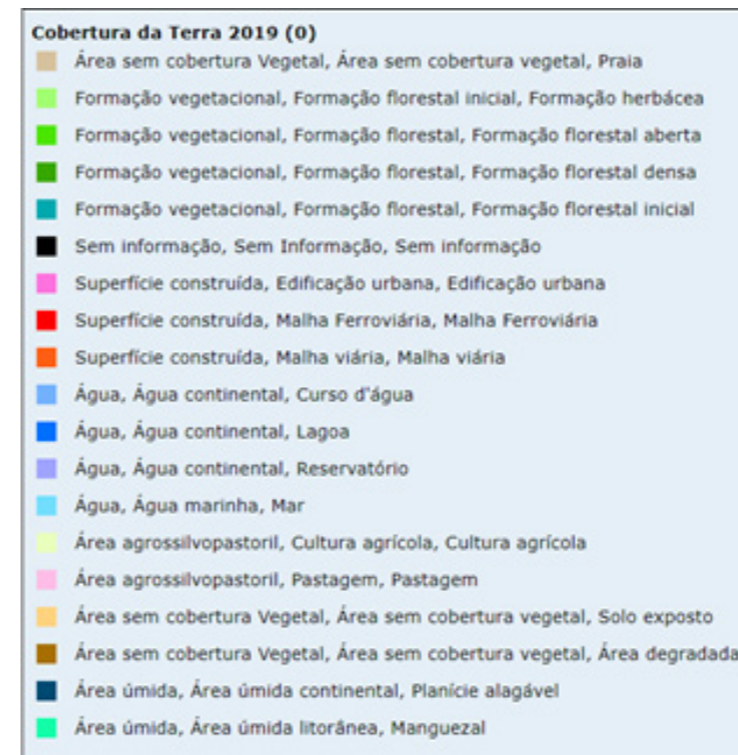 Cobertura da Terra 2019 (0)
Área sem cobertura Vegetal, Área sem cobertura vegetal, Praia
Formação vegetacional, Formação florestal inicial, Formação herbácea
Formação vegetacional, Formação florestal, Formação florestal aberta
Formação vegetacional, Formação florestal, Formação florestal densa
Formação vegetacional, Formação florestal, Formação florestal inicial
Sem informação, Sem Informação, Sem informação
Superfície construída, Edificação urbana, Edificação urbana
Superfície construída, Malha Ferroviária, Malha Ferroviária
Superfície construída, Malha viária, Malha viária
Água, Água continental, Curso d'água
Água, Água continental, Lagoa
Água, Água continental, Reservatório
Água, Água marinha, Mar
Área agrossilvopastoril, Cultura agrícola, Cultura agrícola
Área agrossilvopastoril, Pastagem, Pastagem
Área sem cobertura Vegetal, Área sem cobertura vegetal, Solo exposto
Área sem cobertura Vegetal, Área sem cobertura vegetal, Área degradada
Área úmida, Área úmida continental, Planície alagável
Área úmida, Área úmida litorânea, Manguezal